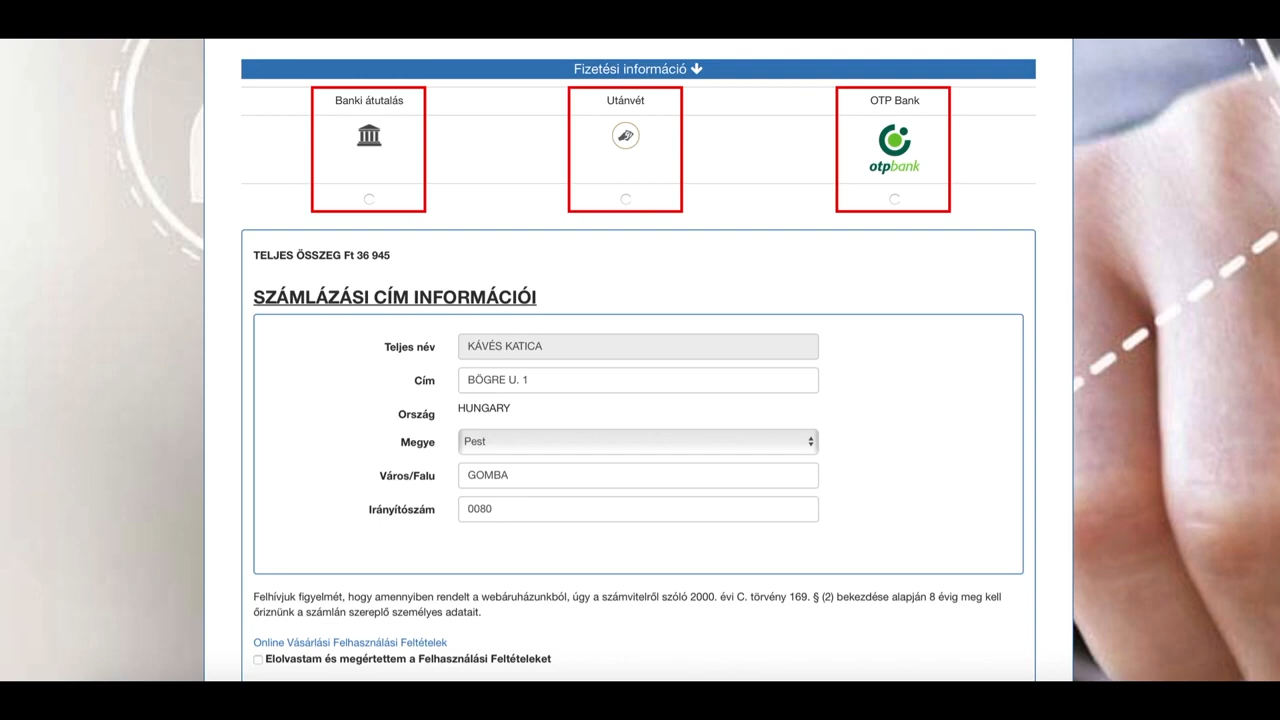 Fizetési információ
Banki átutalás
Utánvét
OTP Bank
otpbank
TELJES ÖSSZEG Ft 36 945
SZÁMLÁZÁSI CÍM INFORMÁCIÓI
Teljes név KÁVÉS KATICA
Cím BÖGRE U. 1
Ország HUNGARY
Megye Pest
Város/Falu GOMBA
Irányítószám 0080
Felhívjuk figyelmét, hogy amennyiben rendelt a webáruházunkból, úgy a számvitelről szóló 2000. évi C. törvény 169. § (2) bekezdése alapján 8 évig meg kell
őriznünk a számlán szereplő személyes adatait.
Online Vásárlási Felhasználási Feltételek
Elolvastam és megértettem a Felhasználási Feltételeket